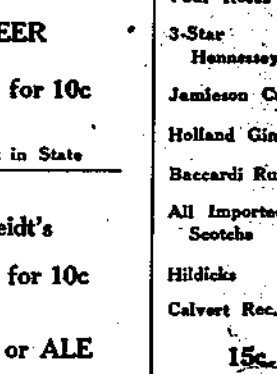 EER
for 10c
in State
eidt's
for 10c
or ALE
3-Star
Hennessey
Jamieson C
Holland Gin
Baccardi Ru
All Importe
Scotchs
Hildicks
Calvert Rec.
15c